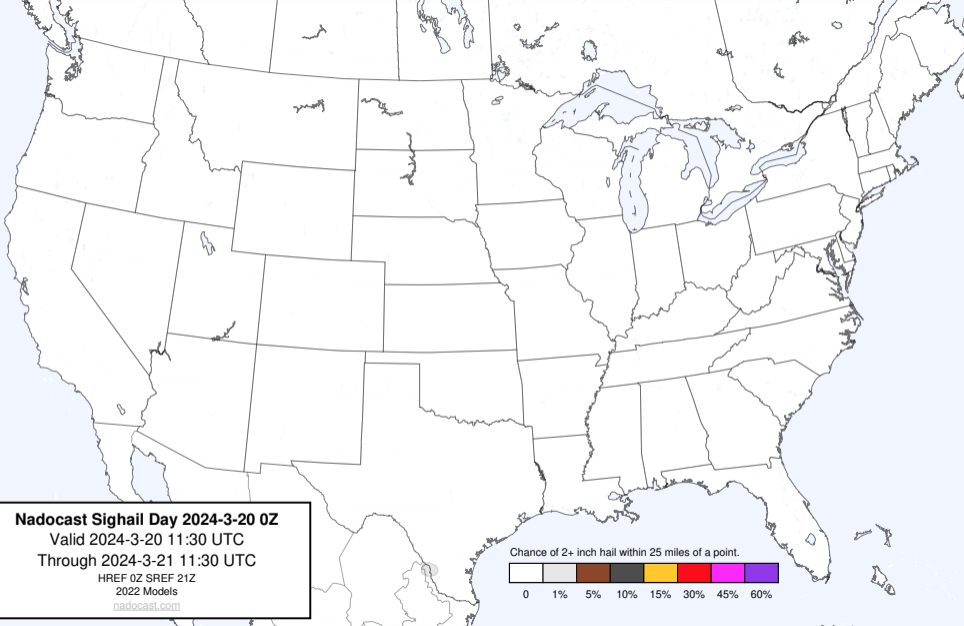 Nadocast Sighail Day 2024-3-20 0Z
Valid 2024-3-20 11:30 UTC
Through 2024-3-21 11:30 UTC
HREF 0Z SREF 21Z
2022 Models
nadocast.com
Chance of 2+ inch hail within 25 miles of a point.
0 1% 5% 10% 15% 30% 45% 60%